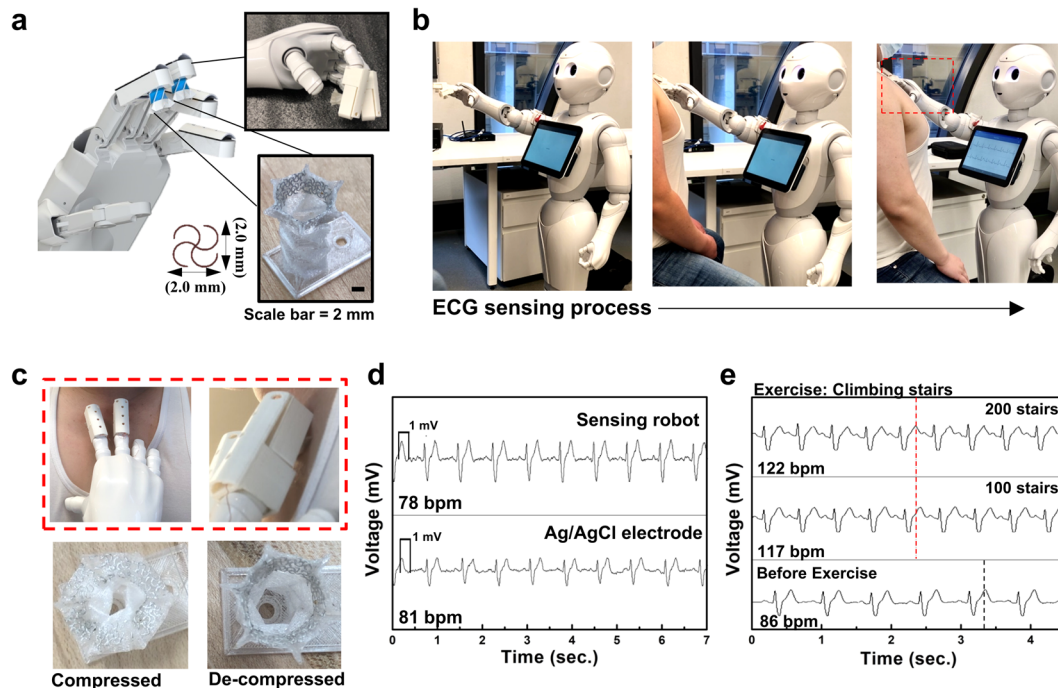 a
(2.0 mm)
(2.0 mm)
Scale bar = 2 mm
b
ECG sensing process
c
Compressed
De-compressed
d
Voltage (mV)
1 mV
Sensing robot
78 bpm
1 mV
Ag/AgCl electrode
81 bpm
0 1 2 3 4 5 6 7
Time (sec.)
e
Exercise: Climbing stairs
Voltage (mV)
200 stairs
122 bpm
100 stairs
117 bpm
Before Exercise
86 bpm
0 1 2 3 4
Time (sec.)